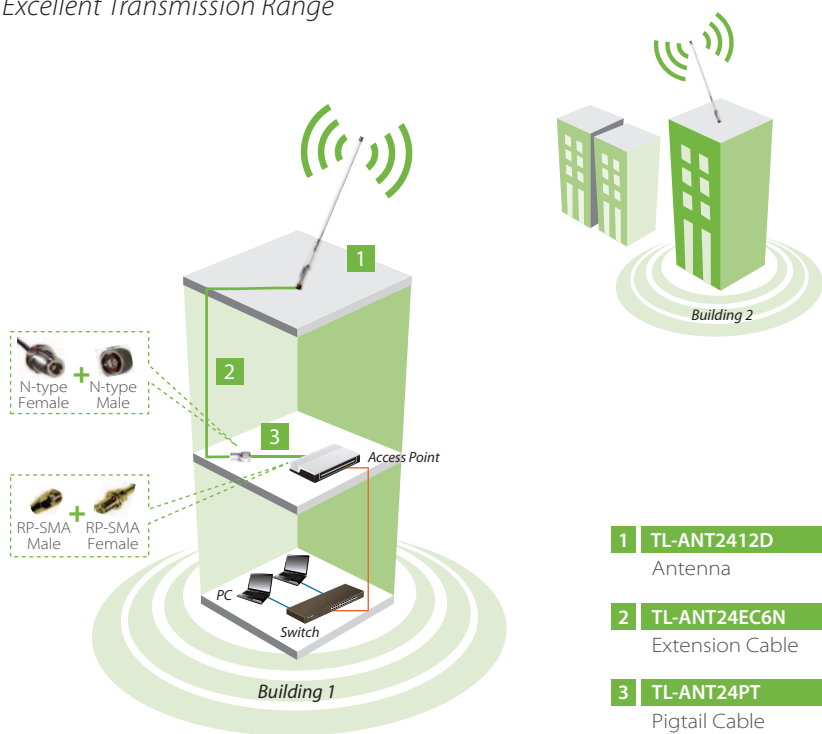 Excellent Transmission Range
1
Building 2
2
N-type
Female
N-type
Male
3
Access Point
RP-SMA
Male
RP-SMA
Female
PC
Switch
Building 1
1 TL-ANT2412D
Antenna
2 TL-ANT24EC6N
Extension Cable
3 TL-ANT24PT
Pigtail Cable